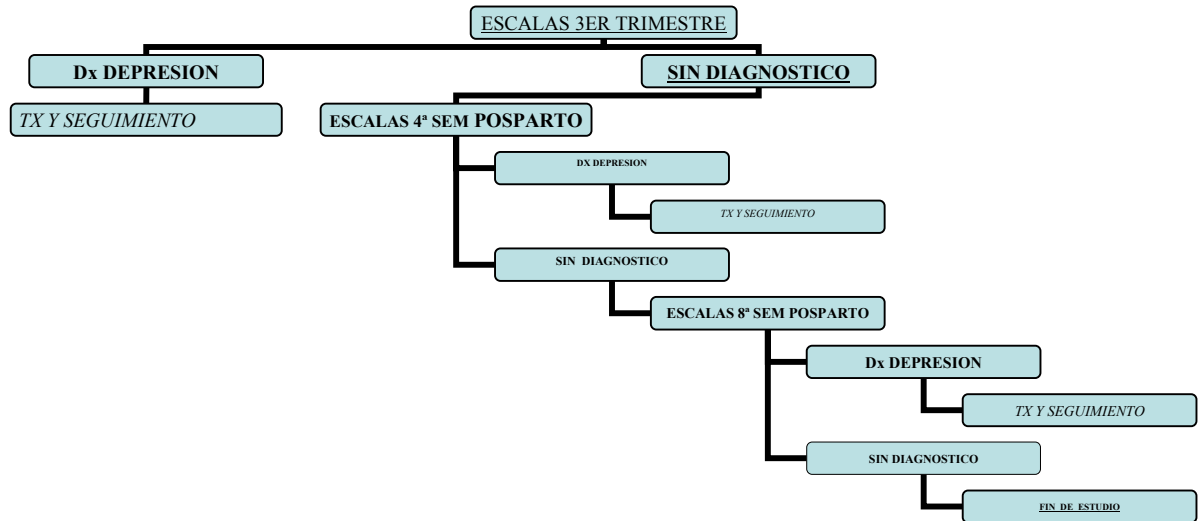 ESCALAS 3ER TRIMESTRE
Dx DEPRESION
SIN DIAGNOSTICO
TX Y SEGUIMIENTO
ESCALAS 4ª SEM POSPARTO
DX DEPRESION
TX Y SEGUIMIENTO
SIN DIAGNOSTICO
ESCALAS 8ª SEM POSPARTO
Dx DEPRESION
TX Y SEGUIMIENTO
SIN DIAGNOSTICO
FIN DE ESTUDIO